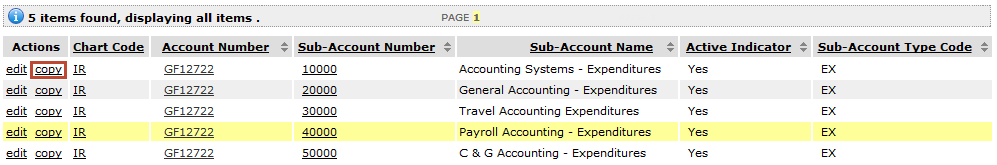 5 items found, displaying all items . PAGE 1
Actions Chart Code Account Number Sub-Account Number Sub-Account Name Active Indicator Sub-Account Type Code
edit copy IR GF12722 10000 Accounting Systems - Expenditures Yes EX
edit copy IR GF12722 20000 General Accounting - Expenditures Yes EX
edit copy IR GF12722 30000 Travel Accounting Expenditures Yes EX
edit copy IR GF12722 40000 Payroll Accounting - Expenditures Yes EX
edit copy IR GF12722 50000 C & G Accounting - Expenditures Yes EX